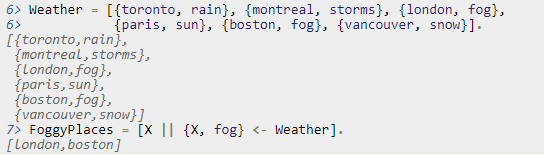 6> Weather = [{toronto, rain}, {montreal, storms}, {london, fog},
6>            {paris, sun}, {boston, fog}, {vancouver, snow}].
[{toronto,rain},
 {montreal,storms},
 {london,fog},
 {paris,sun},
 {boston,fog},
 {vancouver,snow}]
7> FoggyPlaces = [X || {X, fog} <- Weather].
[london,boston]